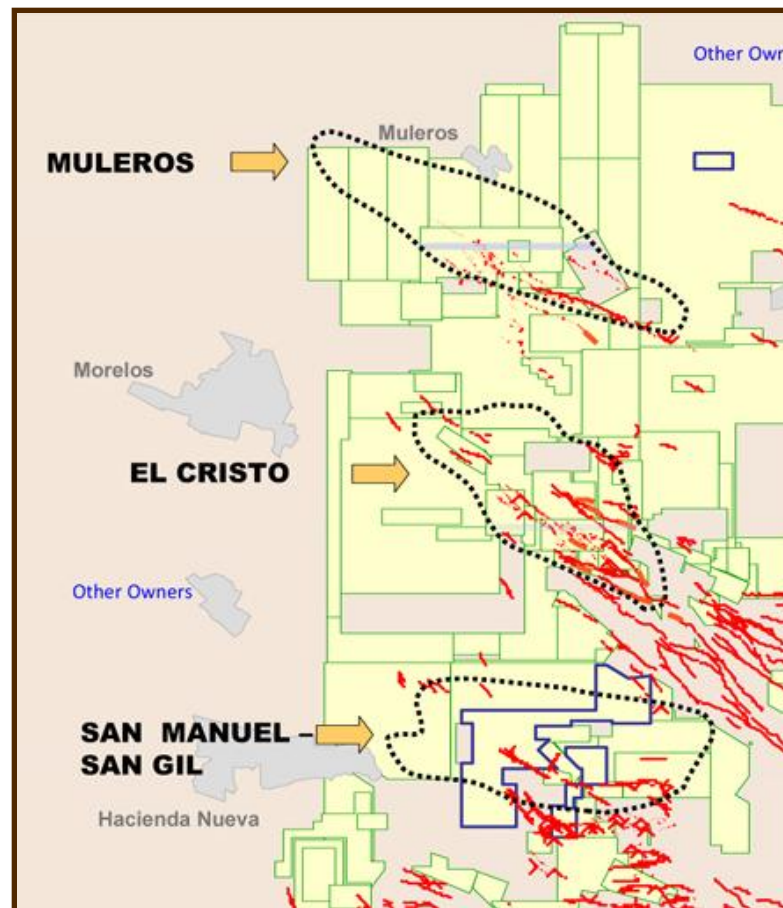 Other Own
Muleros
MULEROS
Morelos
EL CRISTO
Other Owners
SAN MANUEL –
SAN GIL
Hacienda Nueva